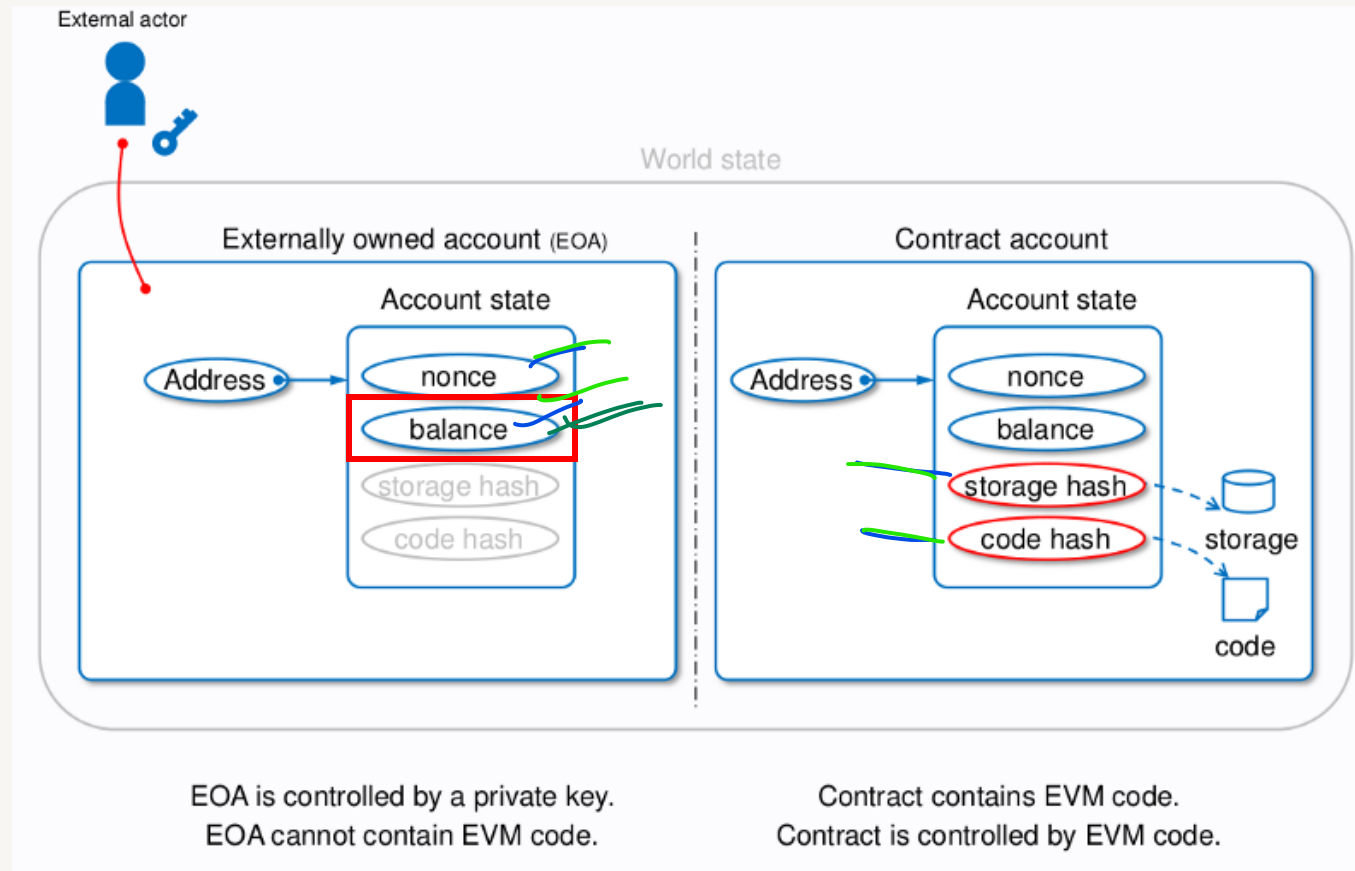 External actor
World state
Externally owned account (EOA)
Account state
Address
nonce
balance
storage hash
code hash
Contract account
Account state
Address
nonce
balance
storage hash
code hash
storage
code
EOA is controlled by a private key.
EOA cannot contain EVM code.
Contract contains EVM code.
Contract is controlled by EVM code.